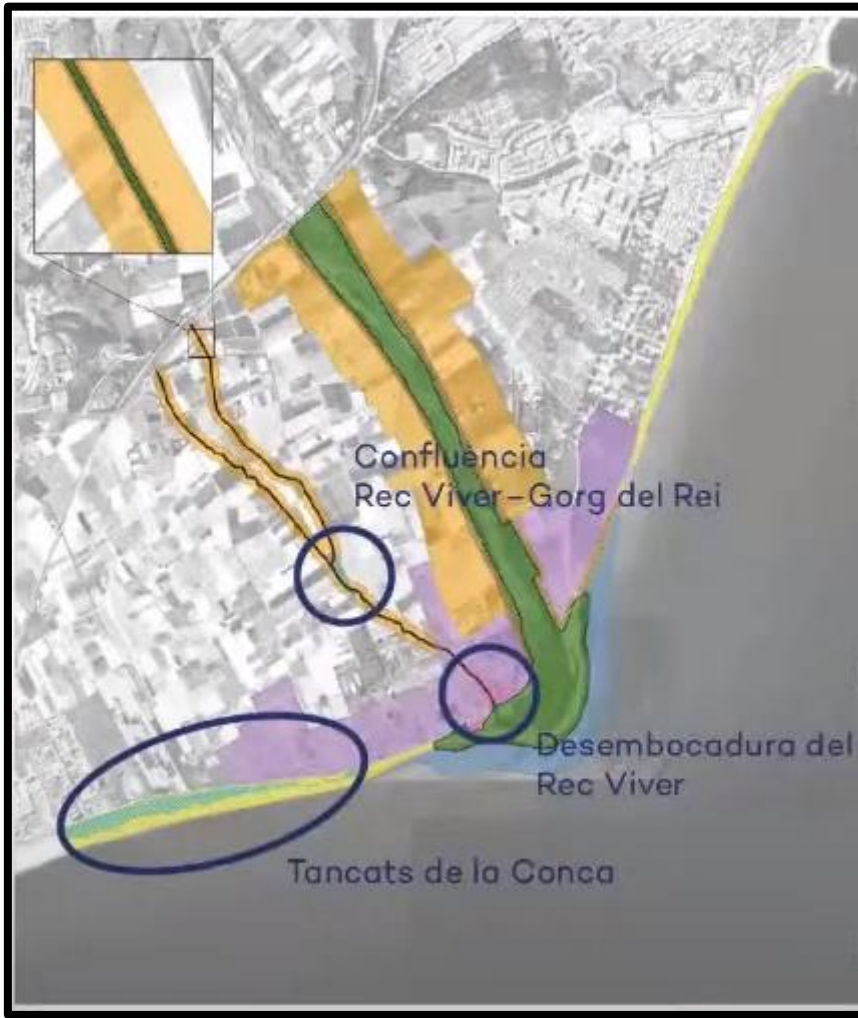 Confluència
Rec Viver–Gorg del Rei
Desembocadura del
Rec Viver
Tancats de la Conca